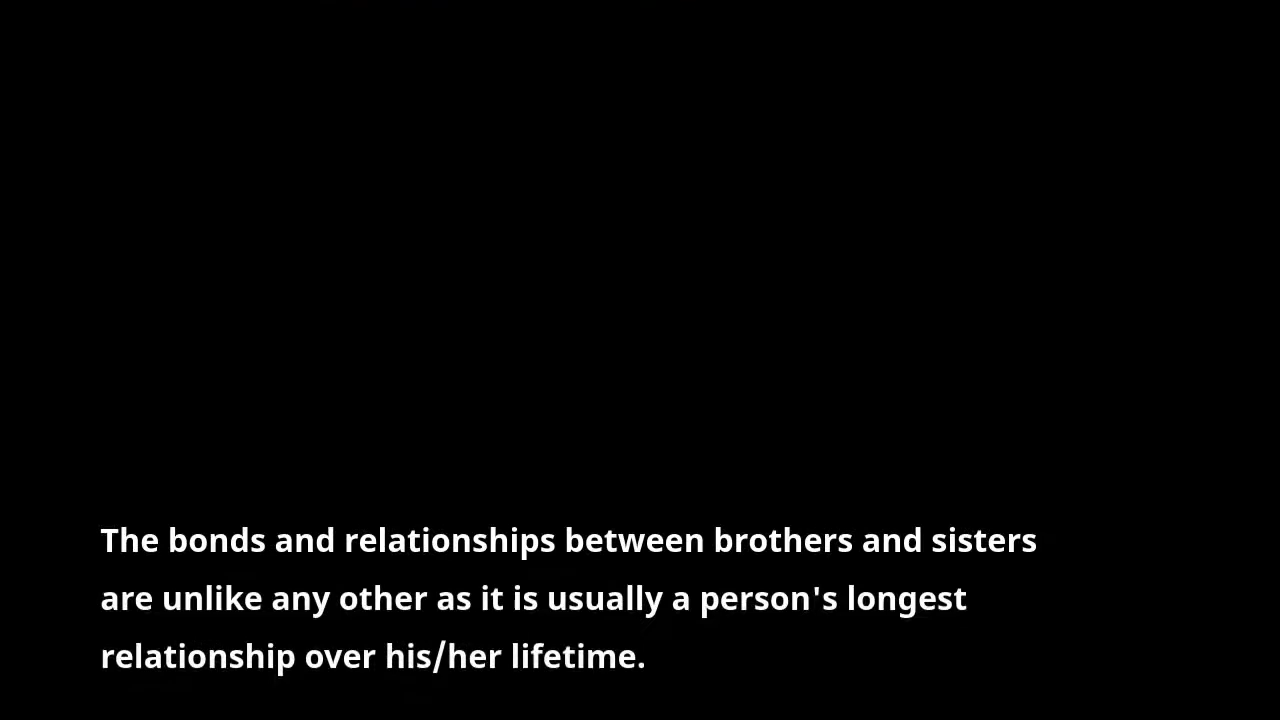 The bonds and relationships between brothers and sisters
are unlike any other as it is usually a person's longest
relationship over his/her lifetime.